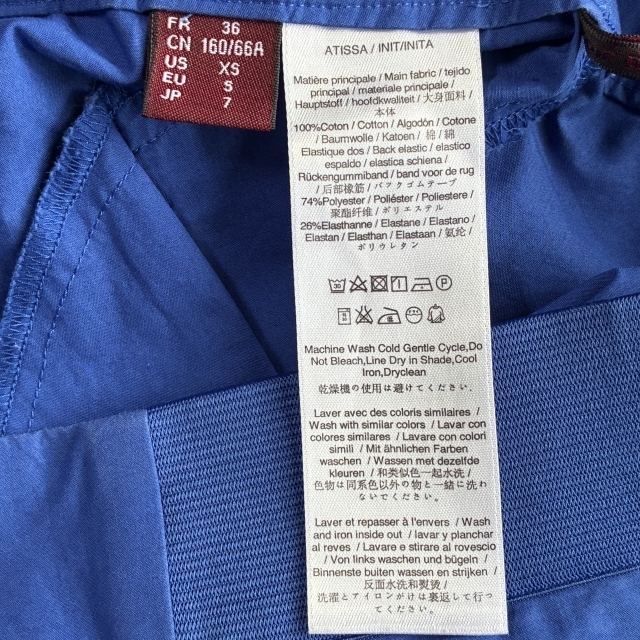 FR 36
CN 160/66A
US XS
EU S
JP 7
ATISSA / INIT/INITA
Matière principale / Main fabric / tejido
principal / materiale principale /
Hauptstoff / hoofdkwaliteit / 大身面料 /
本体
100%Coton / Cotton / Algodón / Cotone
/ Baumwolle / Katoen / 棉 / 綿
Elastique dos / Back elastic / elastico
espaldo / elastica schiena /
Rückengummiband / band voor de rug
/ 后部橡筋 / バックゴムテープ
74%Polyester / Poliéster / Poliestere /
聚酯纤维 / ポリエステル
26%Elasthanne / Elastane / Elastano /
Elastan / Elasthan / Elastaan / 氨纶 /
ポリウレタン
Machine Wash Cold Gentle Cycle,Do
Not Bleach,Line Dry in Shade,Cool
Iron,Dryclean
乾燥機の使用は避けてください.
Laver avec des coloris similaires /
Wash with similar colors / Lavar con
colores similares / Lavare con colori
simili / Mit ähnlichen Farben
waschen / Wassen met dezelfde
kleuren / 和类似色一起水洗 /
色物は同系色以外の物と一緒に洗わ
ないでください.
Laver et repasser à l'envers / Wash
and iron inside out / lavar y planchar
al reves / Lavare e stirare al rovescio
/ Von links waschen und bügeln /
Binnenste buiten wassen en strijken /
反面水洗和熨烫 /
洗濯とアイロンがけは裏返して行っ
てください.